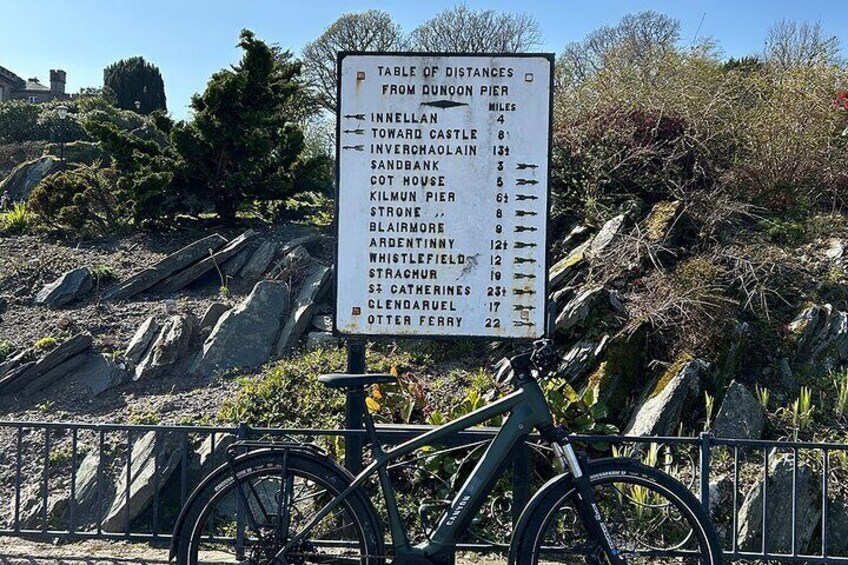 TABLE OF DISTANCES
FROM DUNOON PIER
MILES
INNELLAN 4
TOWARD CASTLE 8
INVERCHAOLAIN 13½
SANDBANK 3
COT HOUSE 5
KILMUN PIER 6½
STRONE ,, 8
BLAIRMORE 9
ARDENTINNY 12½
WHISTLEFIELD 12
STRACHUR 19
ST CATHERINES 23½
GLENDARUEL 17
OTTER FERRY 22
CANYON